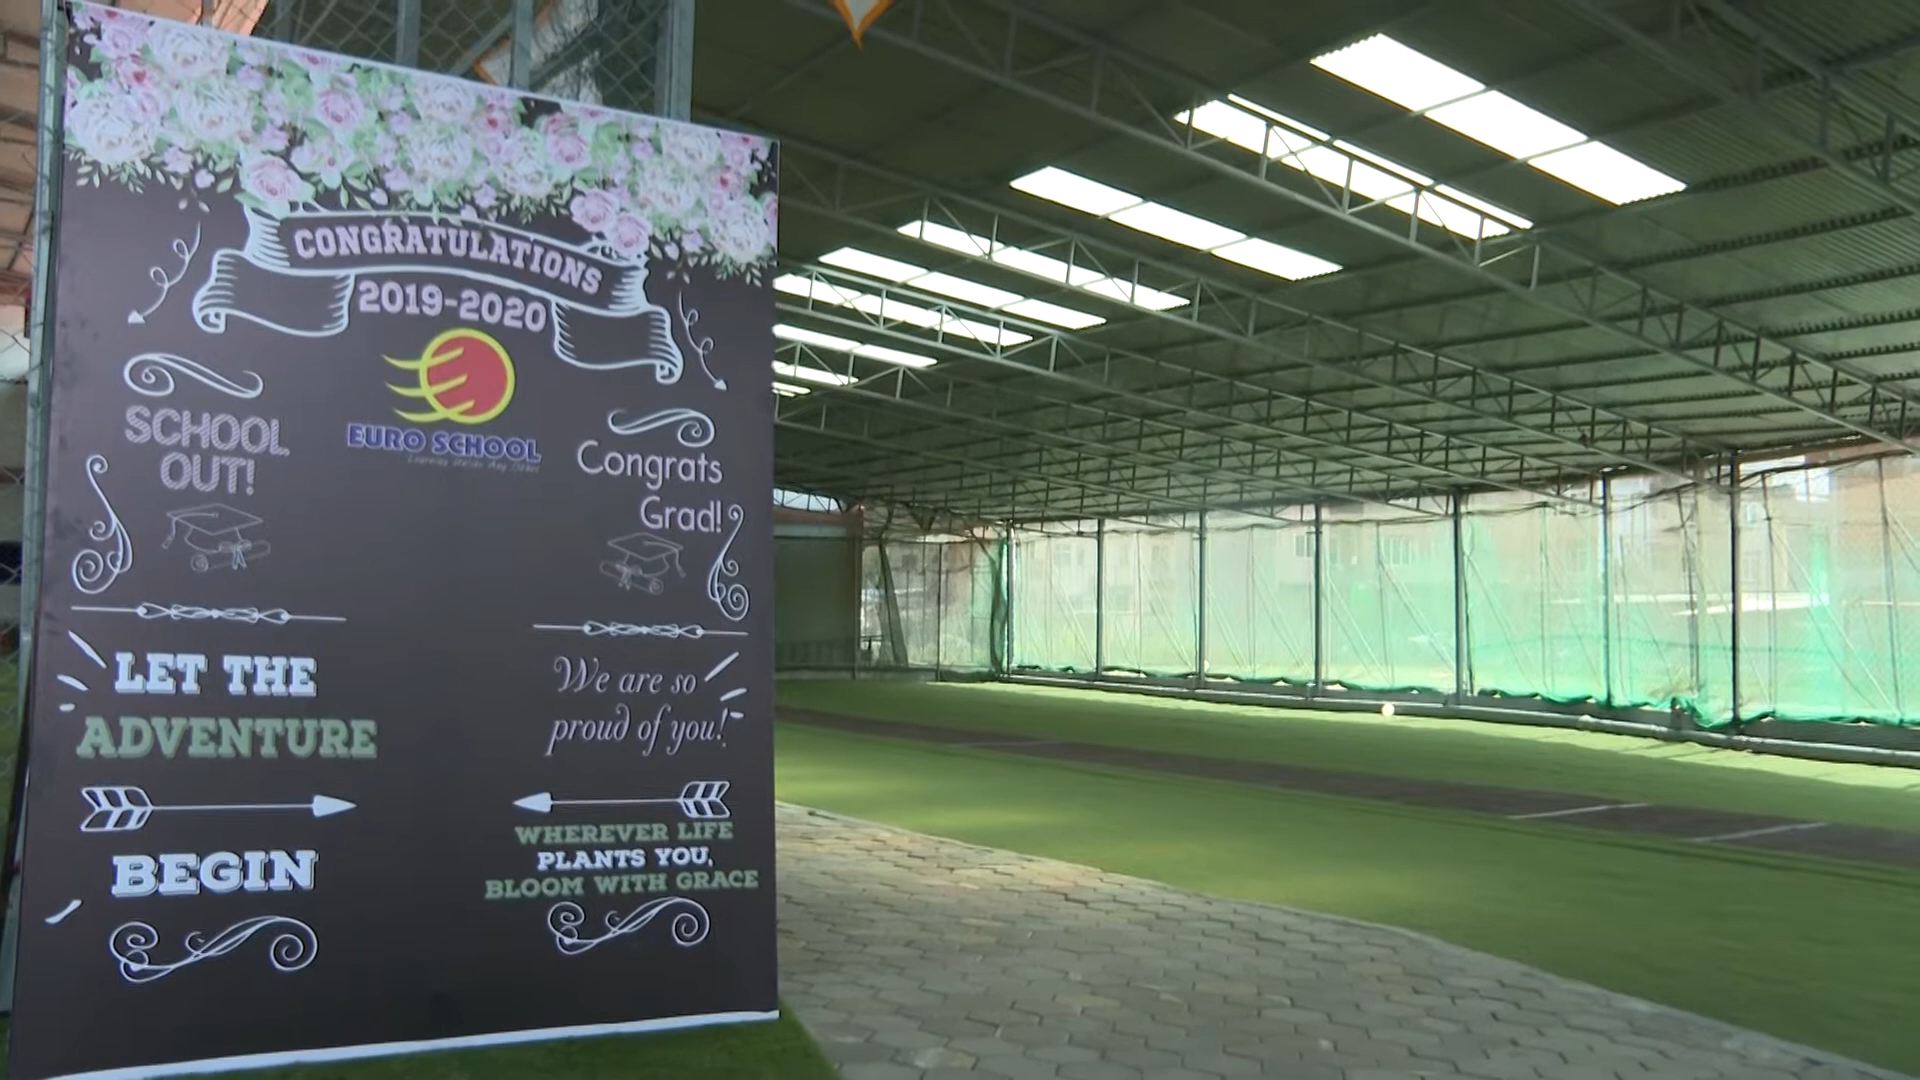 CONGRATULATIONS
2019-2020
EURO SCHOOL
SCHOOL
OUT!
Congrats
Grad!
LET THE
ADVENTURE
BEGIN
We are so
proud of you!
WHEREVER LIFE
PLANTS YOU,
BLOOM WITH GRACE